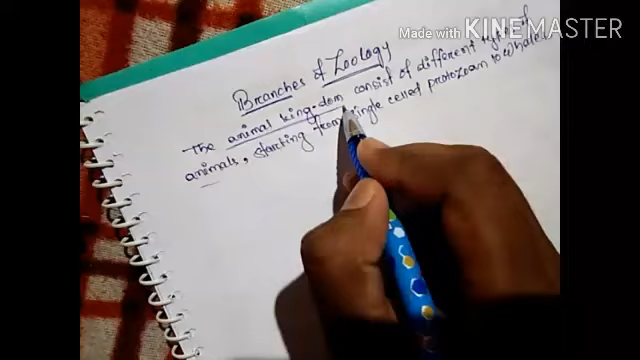 Made with KINEMASTER
Branches of Zoology
The animal king-dom consist of different types of
animals, starting from single celled protozoan to whales